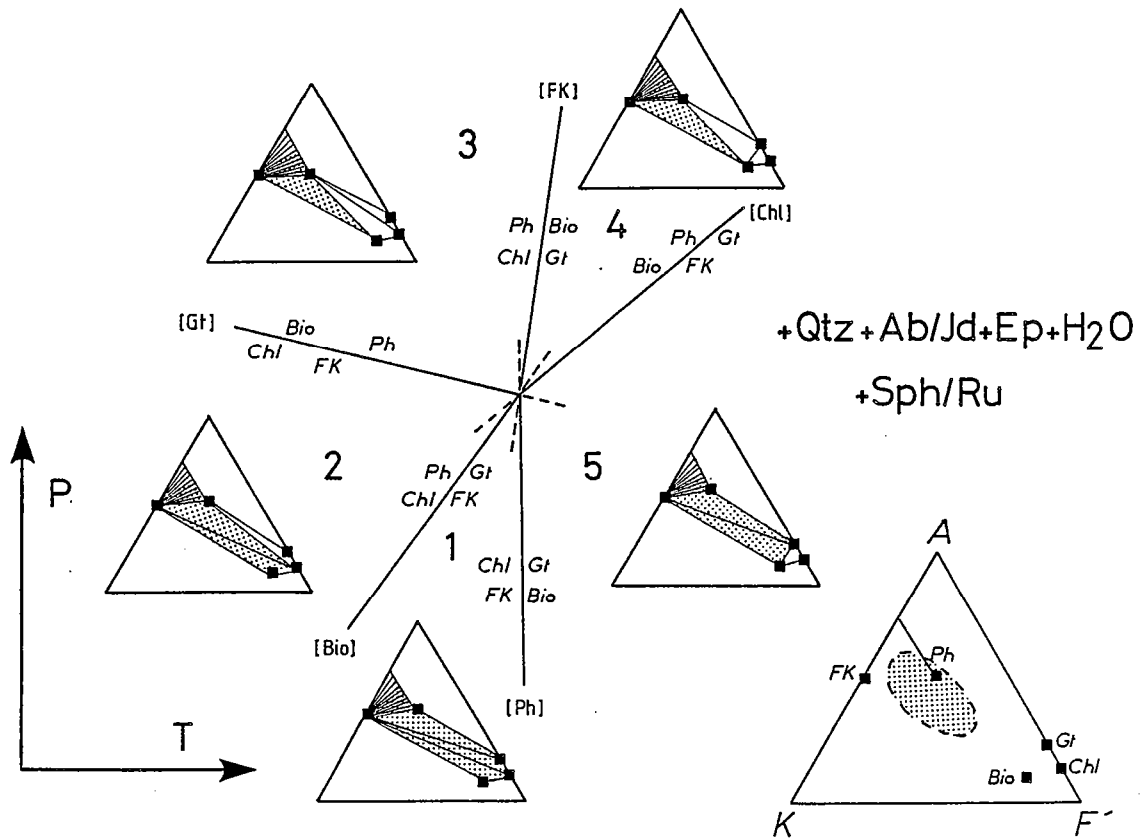 [FK]
3
Ph Bio
Chl Gt
4
[Chl]
Ph Gt
Bio FK
[Gt]
Bio Ph
Chl FK
+Qtz+Ab/Jd+Ep+H2O
+Sph/Ru
P
T
2
Ph Gt
Chl FK
5
1
Chl Gt
FK Bio
[Bio]
[Ph]
A
Ph
FK
Gt
Chl
Bio
K
F´